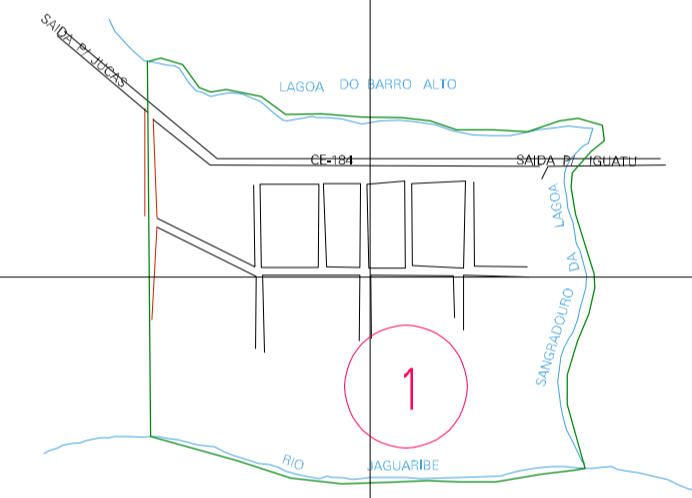 SAIDA P/ JUCAS
LAGOA DO BARRO ALTO
CE-184
SAIDA P/ IGUATU
SANGRADOURO DA LAGOA
1
RIO JAGUARIBE